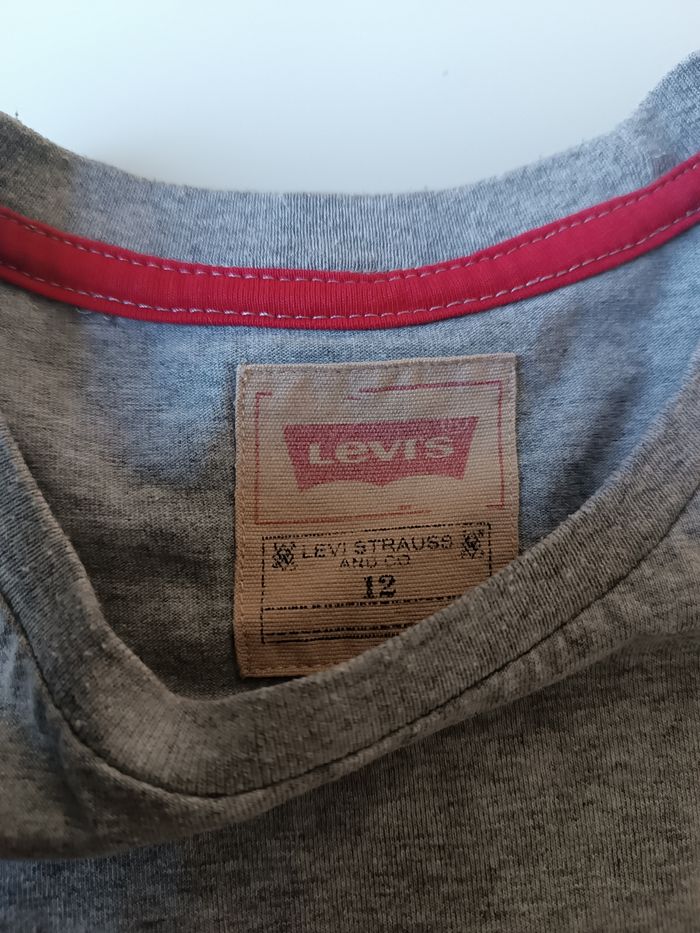 Levi's
LEVI STRAUSS
AND CO
12